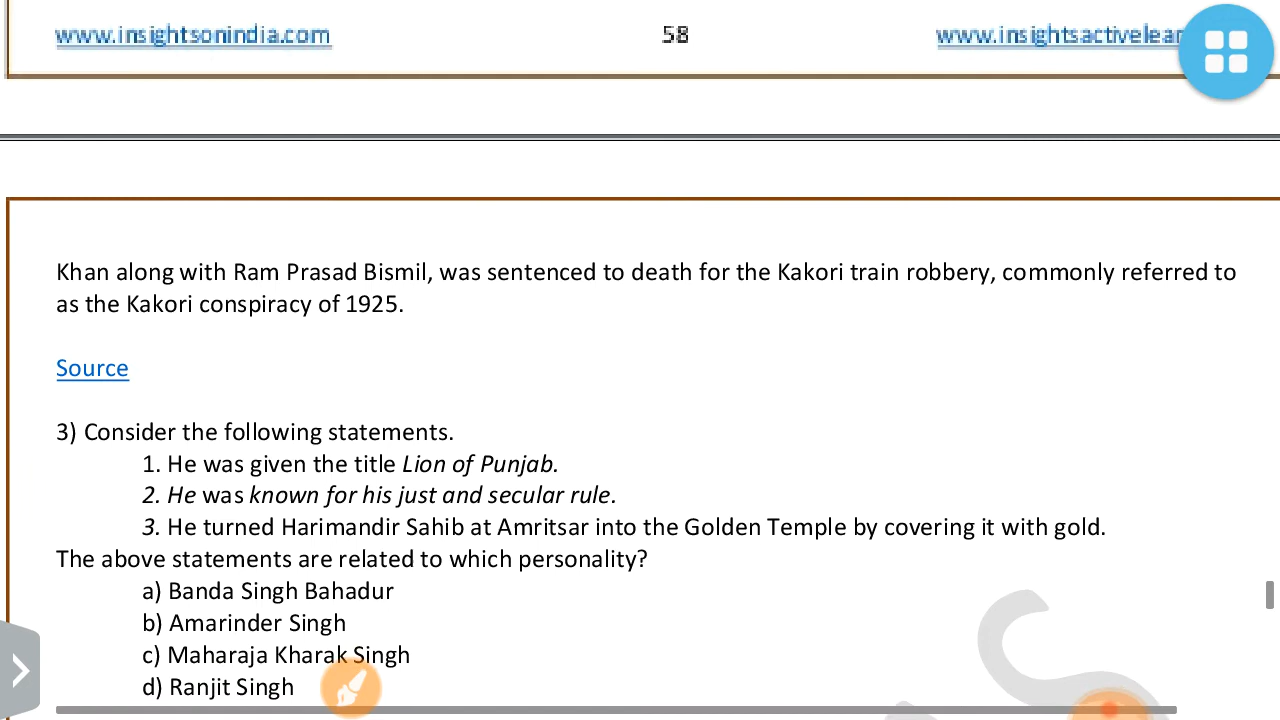 www.insightsonindia.com 58 www.insightsactivelear
Khan along with Ram Prasad Bismil, was sentenced to death for the Kakori train robbery, commonly referred to
as the Kakori conspiracy of 1925.
Source
3) Consider the following statements.
1. He was given the title Lion of Punjab.
2. He was known for his just and secular rule.
3. He turned Harimandir Sahib at Amritsar into the Golden Temple by covering it with gold.
The above statements are related to which personality?
a) Banda Singh Bahadur
b) Amarinder Singh
c) Maharaja Kharak Singh
d) Ranjit Singh